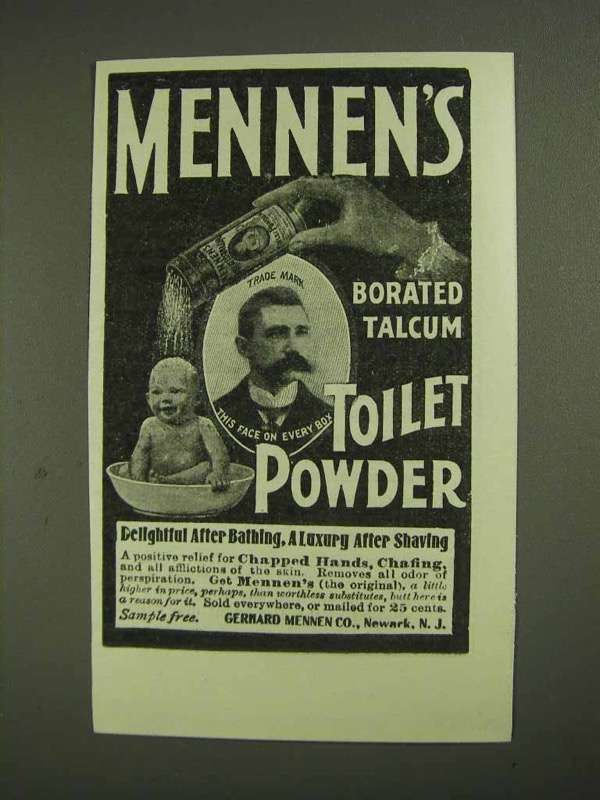 MENNEN'S
MENNEN'S
TRADE MARK
BORATED
TALCUM
THIS FACE ON EVERY BOX
TOILET
POWDER
Delightful After Bathing, A Luxury After Shaving
A positive relief for Chapped Hands, Chafing,
and all afflictions of the skin. Removes all odor of
perspiration. Get Mennen's (the original), a little
higher in price, perhaps, than worthless substitutes, but there is
a reason for it. Sold everywhere, or mailed for 25 cents.
Sample free. GERHARD MENNEN CO., Newark, N. J.